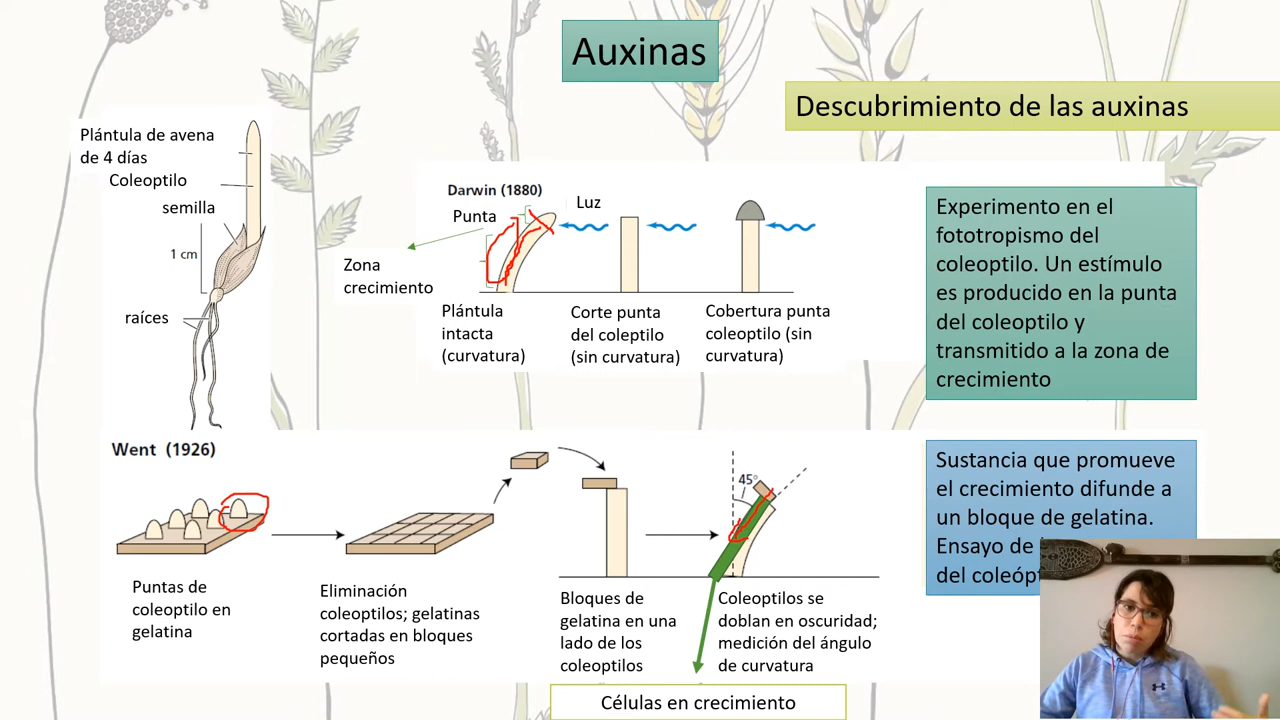 Auxinas
Descubrimiento de las auxinas
Plántula de avena
de 4 días
Coleoptilo
semilla
1 cm
raíces
Darwin (1880)
Punta
Luz
Zona
crecimiento
Plántula
intacta
(curvatura)
Corte punta
del coleptilo
(sin curvatura)
Cobertura punta
coleoptilo (sin
curvatura)
Experimento en el
fototropismo del
coleoptilo. Un estímulo
es producido en la punta
del coleoptilo y
transmitido a la zona de
crecimiento
Went (1926)
45°
Puntas de
coleoptilo en
gelatina
Eliminación
coleoptilos; gelatinas
cortadas en bloques
pequeños
Bloques de
gelatina en una
lado de los
coleoptilos
Coleoptilos se
doblan en oscuridad;
medición del ángulo
de curvatura
Células en crecimiento
Sustancia que promueve
el crecimiento difunde a
un bloque de gelatina.
Ensayo de
del